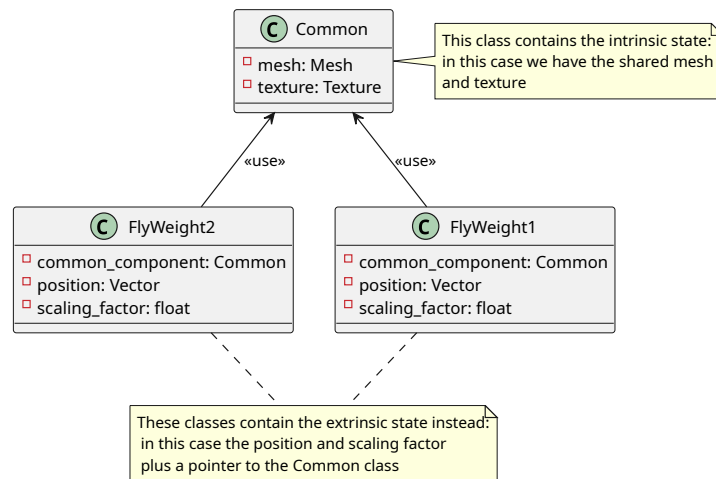 C Common
mesh: Mesh
texture: Texture
This class contains the intrinsic state:
in this case we have the shared mesh
and texture
«use»
«use»
C FlyWeight2
common_component: Common
position: Vector
scaling_factor: float
C FlyWeight1
common_component: Common
position: Vector
scaling_factor: float
These classes contain the extrinsic state instead:
in this case the position and scaling factor
plus a pointer to the Common class